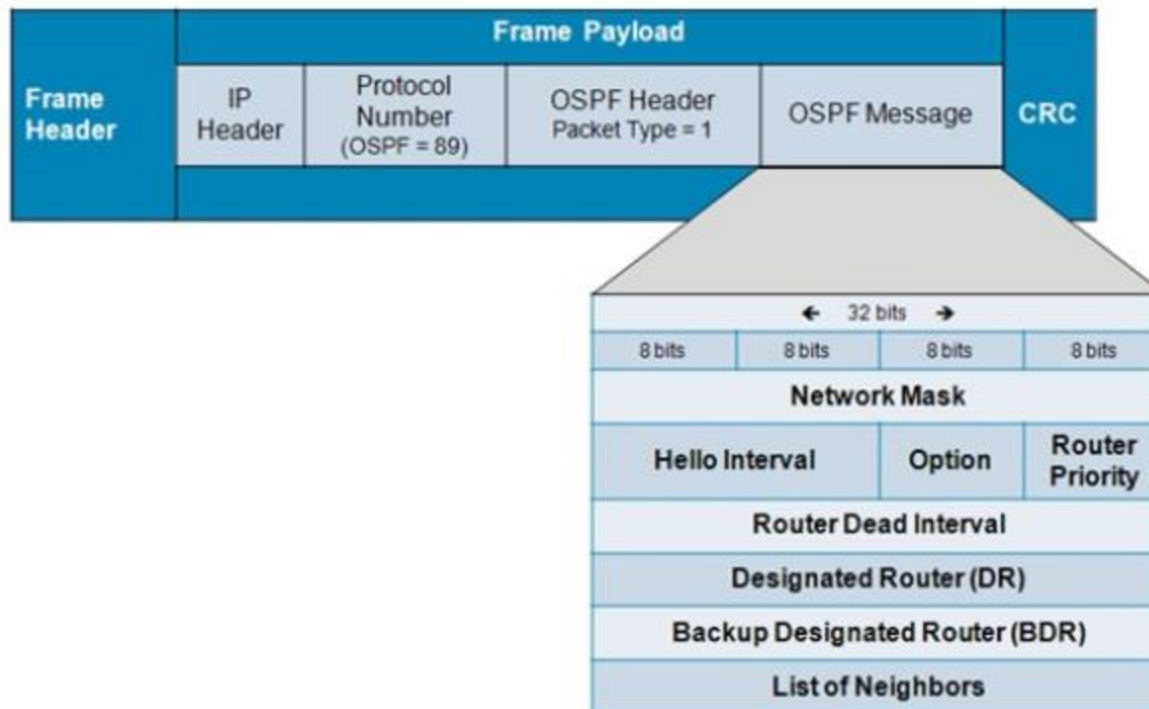 Frame Payload
Frame
Header
IP
Header
Protocol
Number
(OSPF = 89)
OSPF Header
Packet Type = 1
OSPF Message
CRC
← 32 bits →
8 bits 8 bits 8 bits 8 bits
Network Mask
Hello Interval
Option
Router
Priority
Router Dead Interval
Designated Router (DR)
Backup Designated Router (BDR)
List of Neighbors